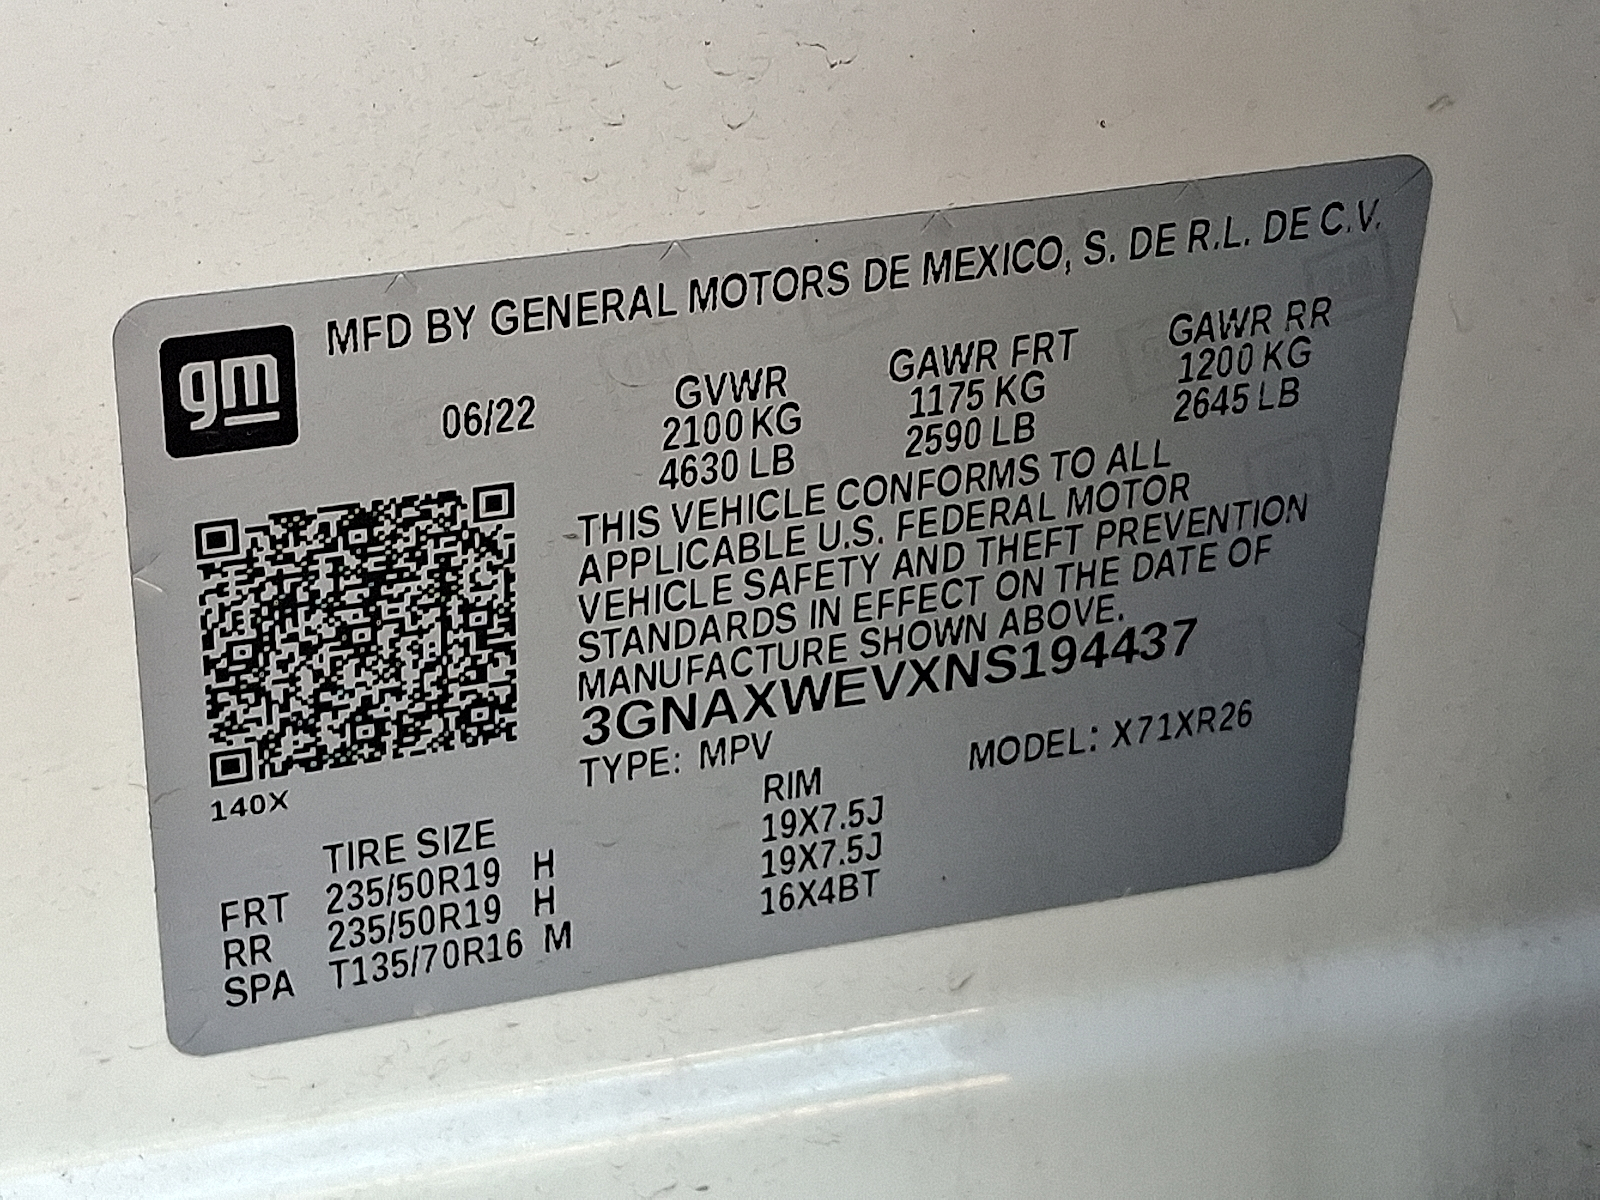 gm MFD BY GENERAL MOTORS DE MEXICO, S. DE R.L. DE C.V.
06/22 GVWR GAWR FRT GAWR RR
2100 KG 1175 KG 1200 KG
4630 LB 2590 LB 2645 LB
THIS VEHICLE CONFORMS TO ALL
APPLICABLE U.S. FEDERAL MOTOR
VEHICLE SAFETY AND THEFT PREVENTION
STANDARDS IN EFFECT ON THE DATE OF
MANUFACTURE SHOWN ABOVE.
3GNAXWEVXNS194437
TYPE: MPV MODEL: X71XR26
140X
TIRE SIZE RIM
FRT 235/50R19 H 19X7.5J
RR 235/50R19 H 19X7.5J
SPA T135/70R16 M 16X4BT